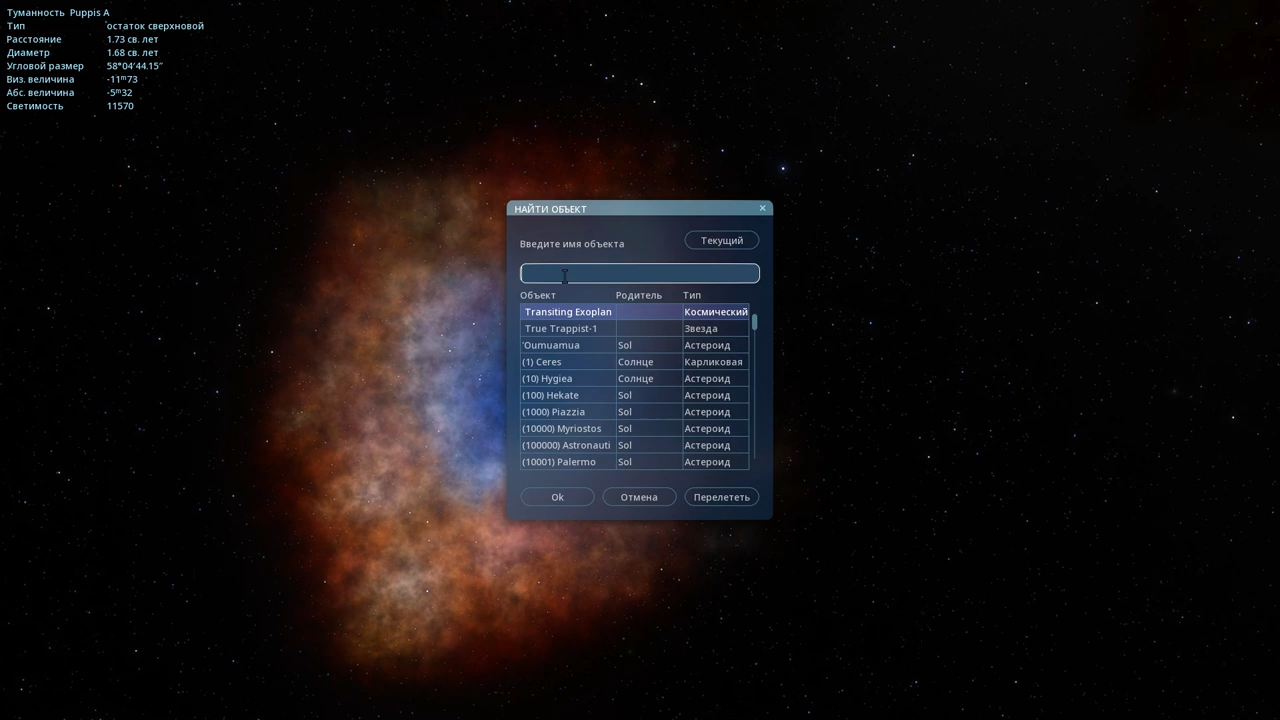 Туманность Puppis A
Тип остаток сверхновой
Расстояние 1.73 св. лет
Диаметр 1.68 св. лет
Угловой размер 58°04′44.15″
Виз. величина -11ᵐ73
Абс. величина -5ᵐ32
Светимость 11570
НАЙТИ ОБЪЕКТ
Введите имя объекта Текущий
Объект Родитель Тип
Transiting Exoplan Космический
True Trappist-1 Звезда
'Oumuamua Sol Астероид
(1) Ceres Солнце Карликовая
(10) Hygiea Солнце Астероид
(100) Hekate Sol Астероид
(1000) Piazzia Sol Астероид
(10000) Myriostos Sol Астероид
(100000) Astronauti Sol Астероид
(10001) Palermo Sol Астероид
Ok Отмена Перелететь